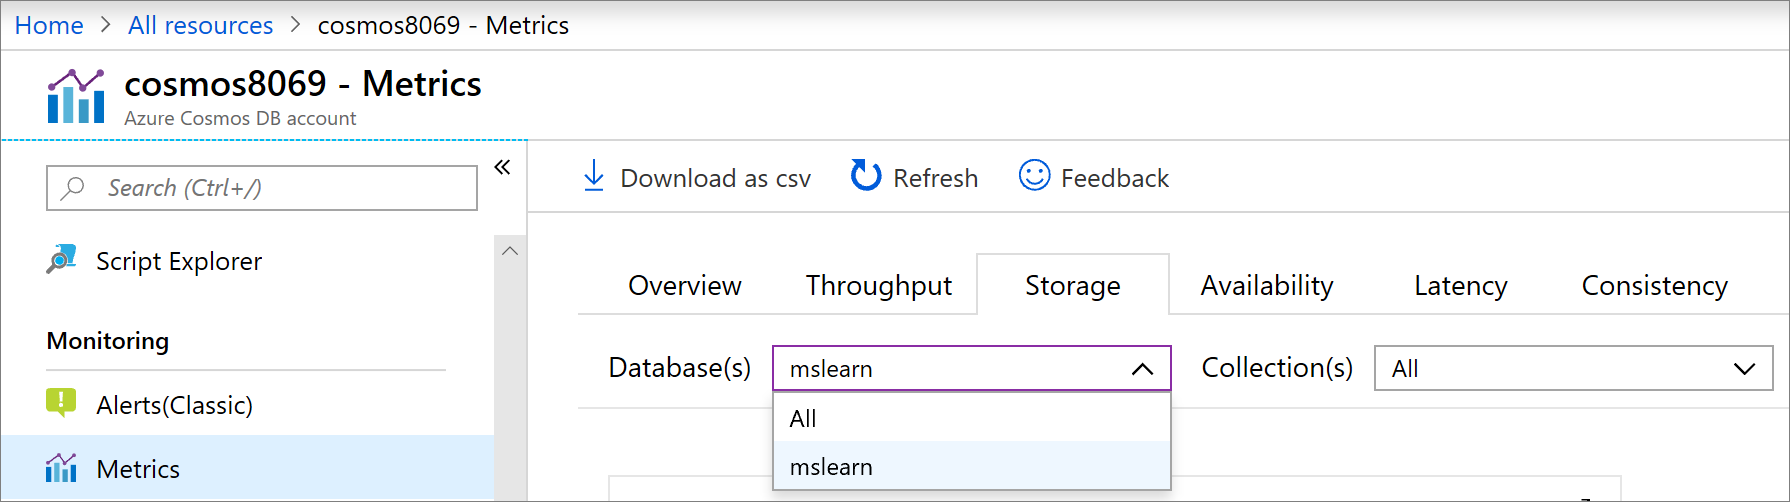 Home > All resources > cosmos8069 - Metrics
cosmos8069 - Metrics
Azure Cosmos DB account
Search (Ctrl+/)
«
Script Explorer
Monitoring
Alerts(Classic)
Metrics
Download as csv Refresh Feedback
Overview Throughput Storage Availability Latency Consistency
Database(s) mslearn Collection(s) All
All
mslearn